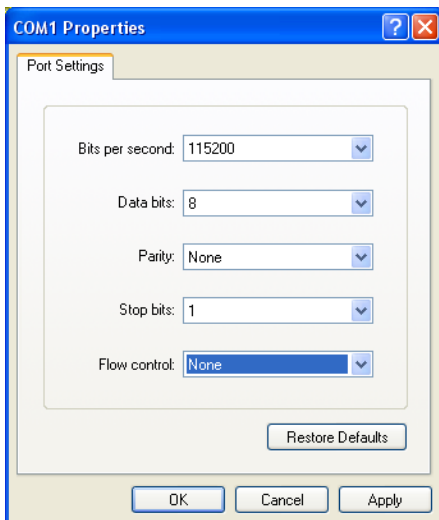 COM1 Properties
Port Settings
Bits per second: 115200
Data bits: 8
Parity: None
Stop bits: 1
Flow control: None
Restore Defaults
OK Cancel Apply